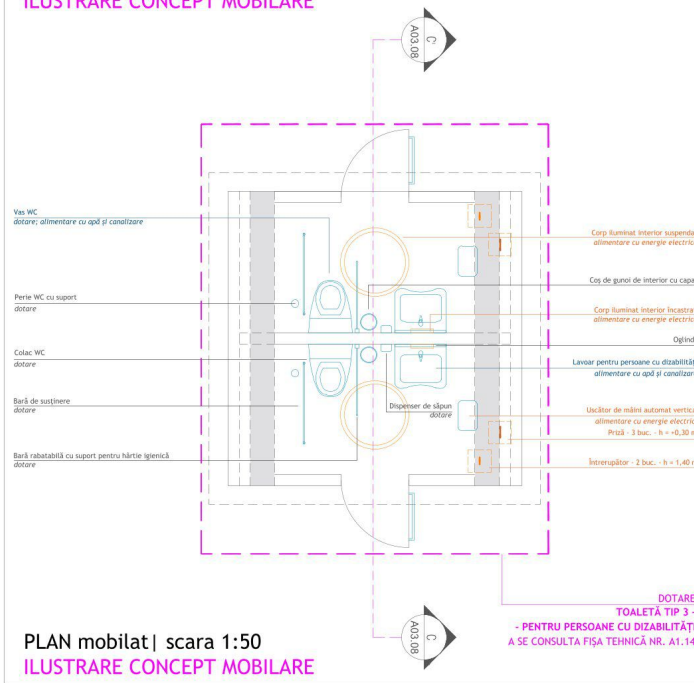 ILUSTRARE CONCEPT MOBILARE
C'
A03.08
Vas WC
dotare; alimentare cu apă și canalizare
Perie WC cu suport
dotare
Colac WC
dotare
Bară de susținere
dotare
Bară rabatabilă cu suport pentru hârtie igienică
dotare
Dispenser de săpun
dotare
Corp iluminat interior suspenda
alimentare cu energie electric
Coș de gunoi de interior cu capa
Corp iluminat interior încastra
alimentare cu energie electric
Oglind
Lavoar pentru persoane cu dizabilităț
alimentare cu apă și canalizar
Uscător de mâini automat vertica
alimentare cu energie electric
Priză - 3 buc. - h = +0,30 m
Întrerupător - 2 buc. - h = 1,40 m
DOTARE
TOALETĂ TIP 3 -
- PENTRU PERSOANE CU DIZABILITĂȚI
A SE CONSULTA FIȘA TEHNICĂ NR. A1.14
C
A03.08
PLAN mobilat| scara 1:50
ILUSTRARE CONCEPT MOBILARE